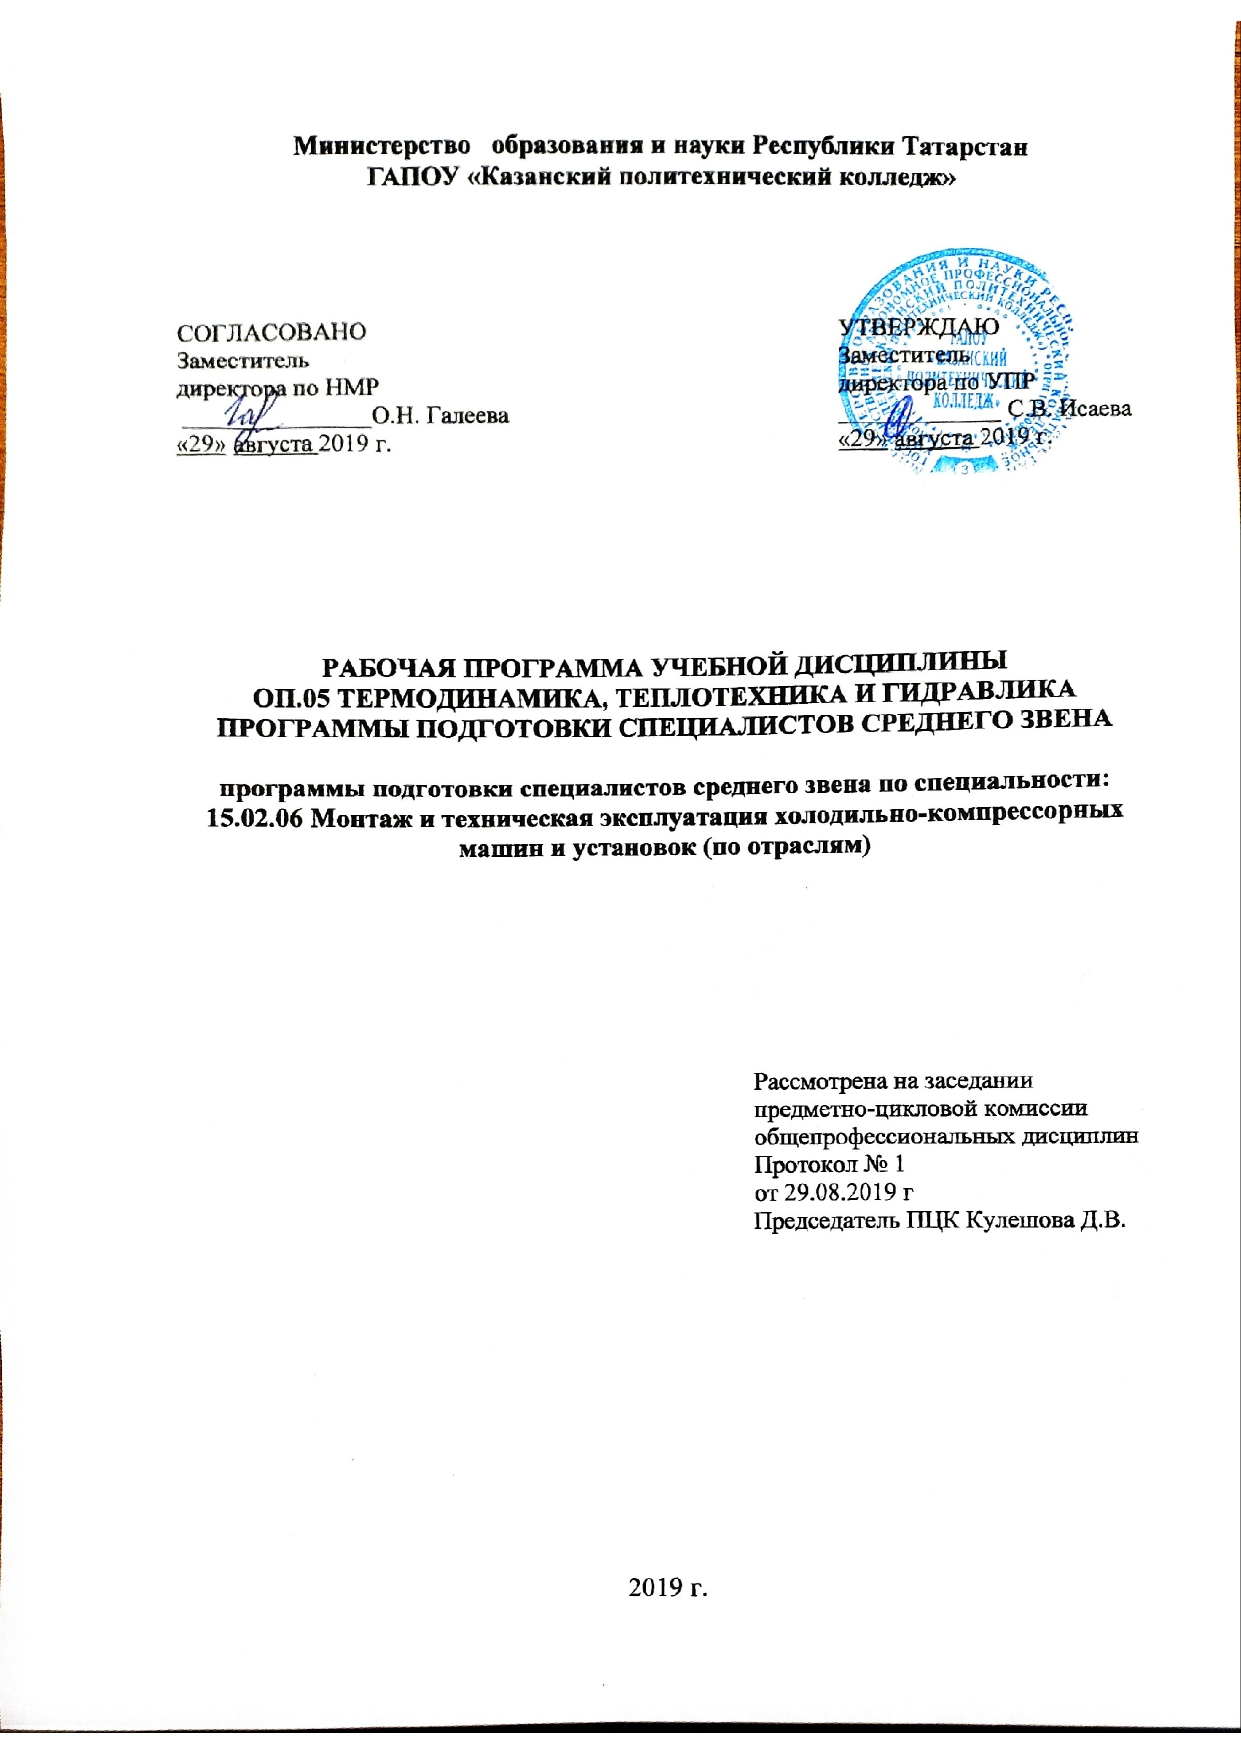 Министерство образования и науки Республики Татарстан
ГАПОУ «Казанский политехнический колледж»
СОГЛАСОВАНО
Заместитель
директора по НМР
О.Н. Галеева
«29» августа 2019 г.
УТВЕРЖДАЮ
Заместитель
директора по УПР
С.В. Исаева
«29» августа 2019 г.
ГАПОУ
КАЗАНСКИЙ
ПОЛИТЕХНИЧЕСКИЙ
КОЛЛЕДЖ»
РАБОЧАЯ ПРОГРАММА УЧЕБНОЙ ДИСЦИПЛИНЫ
ОП.05 ТЕРМОДИНАМИКА, ТЕПЛОТЕХНИКА И ГИДРАВЛИКА
ПРОГРАММЫ ПОДГОТОВКИ СПЕЦИАЛИСТОВ СРЕДНЕГО ЗВЕНА
программы подготовки специалистов среднего звена по специальности:
15.02.06 Монтаж и техническая эксплуатация холодильно-компрессорных
машин и установок (по отраслям)
Рассмотрена на заседании
предметно-цикловой комиссии
общепрофессиональных дисциплин
Протокол № 1
от 29.08.2019 г
Председатель ПЦК Кулешова Д.В.
2019 г.